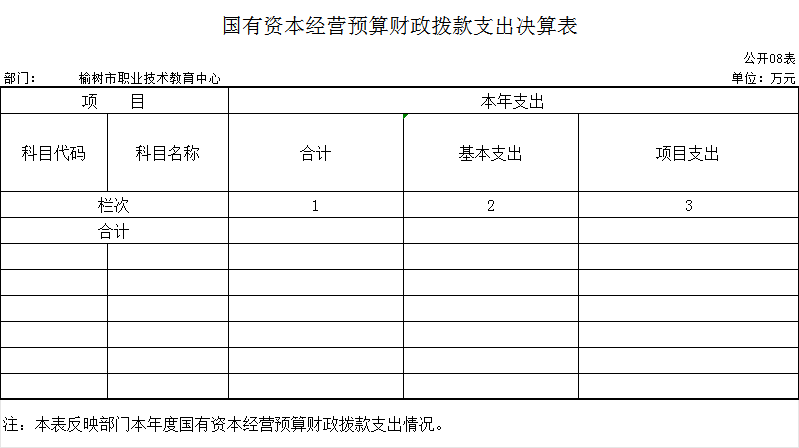 国有资本经营预算财政拨款支出决算表
公开08表
部门： 榆树市职业技术教育中心 单位：万元
项 目 本年支出
科目代码 科目名称 合计 基本支出 项目支出
栏次 1 2 3
合计
注：本表反映部门本年度国有资本经营预算财政拨款支出情况。